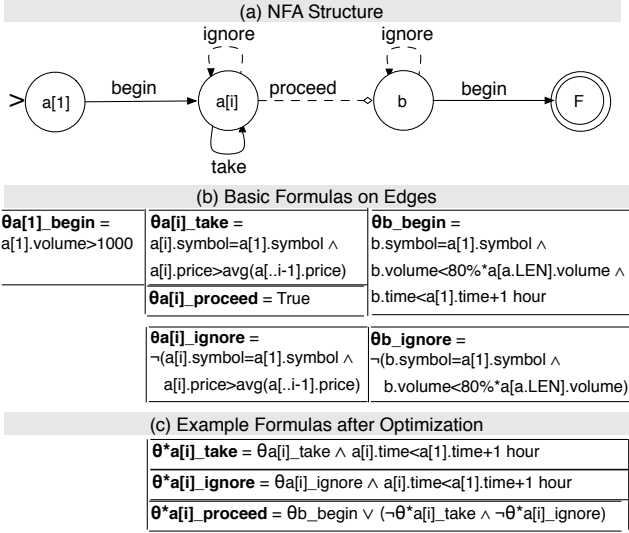 (a) NFA Structure
ignore
ignore
> a[1] begin a[i] proceed b begin F
take
(b) Basic Formulas on Edges
θa[1]_begin =
a[1].volume>1000
θa[i]_take =
a[i].symbol=a[1].symbol ∧
a[i].price>avg(a[..i-1].price)
θa[i]_proceed = True
θb_begin =
b.symbol=a[1].symbol ∧
b.volume<80%*a[a.LEN].volume ∧
b.time<a[1].time+1 hour
θa[i]_ignore =
¬(a[i].symbol=a[1].symbol ∧
a[i].price>avg(a[..i-1].price)
θb_ignore =
¬(b.symbol=a[1].symbol ∧
b.volume<80%*a[a.LEN].volume)
(c) Example Formulas after Optimization
θ*a[i]_take = θa[i]_take ∧ a[i].time<a[1].time+1 hour
θ*a[i]_ignore = θa[i]_ignore ∧ a[i].time<a[1].time+1 hour
θ*a[i]_proceed = θb_begin ∨ (¬θ*a[i]_take ∧ ¬θ*a[i]_ignore)